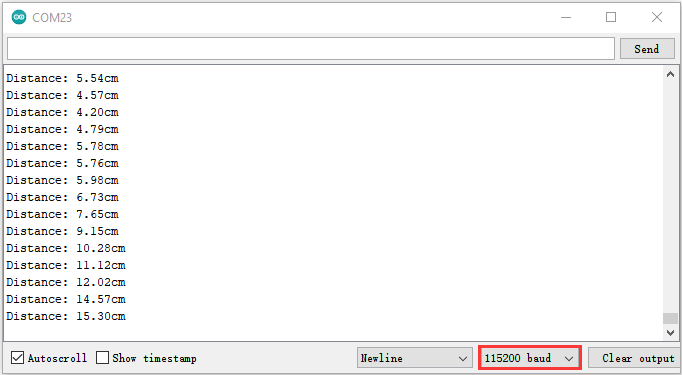 COM23
Send
Distance: 5.54cm
Distance: 4.57cm
Distance: 4.20cm
Distance: 4.79cm
Distance: 5.78cm
Distance: 5.76cm
Distance: 5.98cm
Distance: 6.73cm
Distance: 7.65cm
Distance: 9.15cm
Distance: 10.28cm
Distance: 11.12cm
Distance: 12.02cm
Distance: 14.57cm
Distance: 15.30cm
Autoscroll Show timestamp Newline 115200 baud Clear output